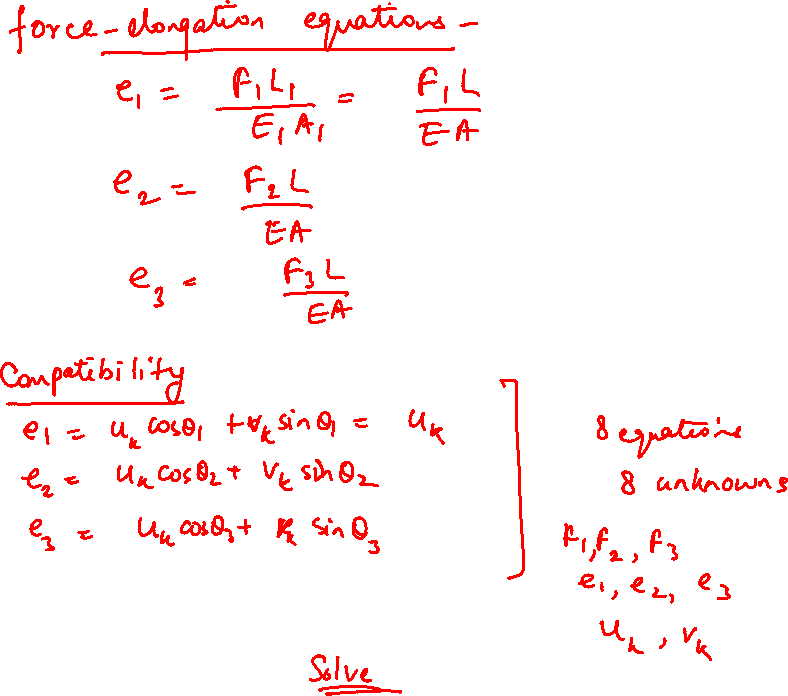 force-elongation equations -
e₁ = F₁L₁ / E₁A₁ = F₁L / EA
e₂ = F₂L / EA
e₃ = F₃L / EA
Compatibility
e₁ = uₖ cosθ₁ + vₖ sinθ₁ = uₖ
e₂ = uₖ cosθ₂ + vₖ sinθ₂
e₃ = uₖ cosθ₃ + vₖ sinθ₃
8 equations
8 unknowns
F₁, F₂, F₃
e₁, e₂, e₃
uₖ, vₖ
Solve